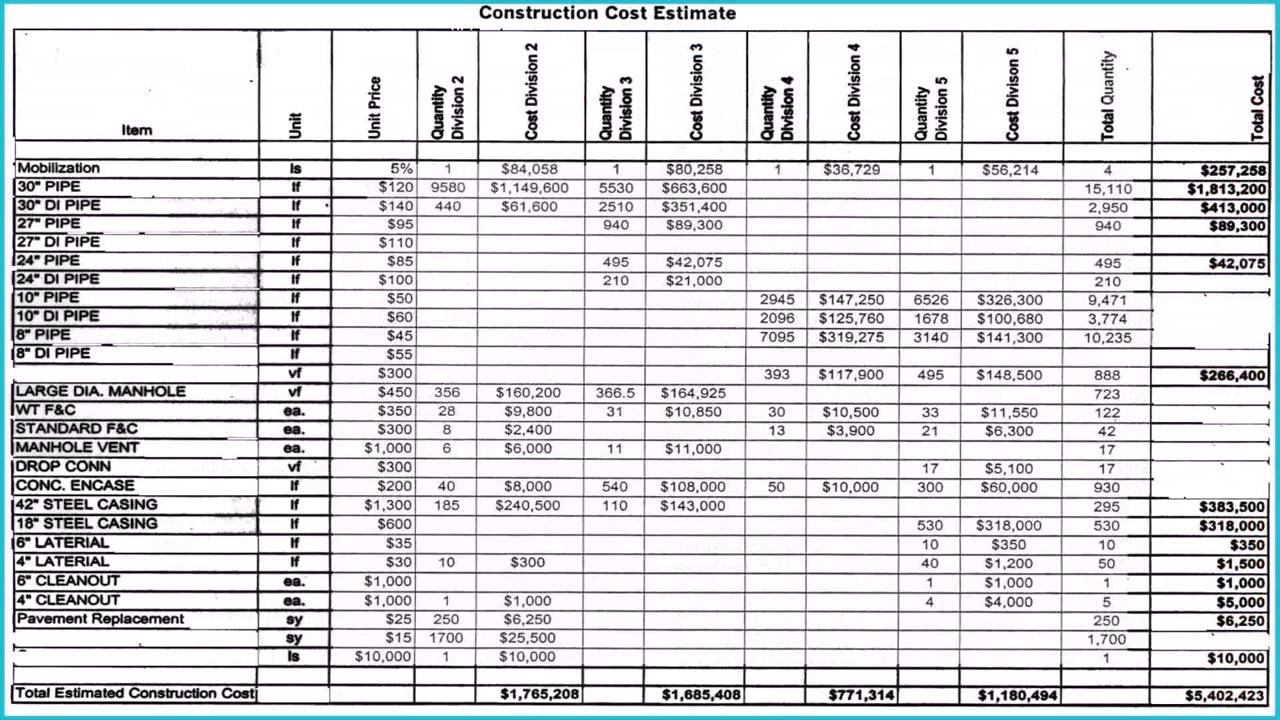 Construction Cost Estimate
Item Unit Unit Price Quantity Division 2 Cost Division 2 Quantity Division 3 Cost Division 3 Quantity Division 4 Cost Division 4 Quantity Division 5 Cost Divison 5 Total Quantity Total Cost
Mobilization ls 5% 1 $84,058 1 $80,258 1 $36,729 1 $56,214 4 $257,258
30" PIPE lf $120 9580 $1,149,600 5530 $663,600 15,110 $1,813,200
30" DI PIPE lf $140 440 $61,600 2510 $351,400 2,950 $413,000
27" PIPE lf $95 940 $89,300 940 $89,300
27" DI PIPE lf $110
24" PIPE lf $85 495 $42,075 495 $42,075
24" DI PIPE lf $100 210 $21,000 210
10" PIPE lf $50 2945 $147,250 6526 $326,300 9,471
10" DI PIPE lf $60 2096 $125,760 1678 $100,680 3,774
8" PIPE lf $45 7095 $319,275 3140 $141,300 10,235
8" DI PIPE lf $55
vf $300 393 $117,900 495 $148,500 888 $266,400
LARGE DIA. MANHOLE vf $450 356 $160,200 366.5 $164,925 723
WT F&C ea. $350 28 $9,800 31 $10,850 30 $10,500 33 $11,550 122
STANDARD F&C ea. $300 8 $2,400 13 $3,900 21 $6,300 42
MANHOLE VENT ea. $1,000 6 $6,000 11 $11,000 17
DROP CONN vf $300 17 $5,100 17
CONC. ENCASE lf $200 40 $8,000 540 $108,000 50 $10,000 300 $60,000 930
42" STEEL CASING lf $1,300 185 $240,500 110 $143,000 295 $383,500
18" STEEL CASING lf $600 530 $318,000 530 $318,000
6" LATERIAL lf $35 10 $350 10 $350
4" LATERIAL lf $30 10 $300 40 $1,200 50 $1,500
6" CLEANOUT ea. $1,000 1 $1,000 1 $1,000
4" CLEANOUT ea. $1,000 1 $1,000 4 $4,000 5 $5,000
Pavement Replacement sy $25 250 $6,250 250 $6,250
sy $15 1700 $25,500 1,700
ls $10,000 1 $10,000 1 $10,000
Total Estimated Construction Cost $1,765,208 $1,685,408 $771,314 $1,180,494 $5,402,423